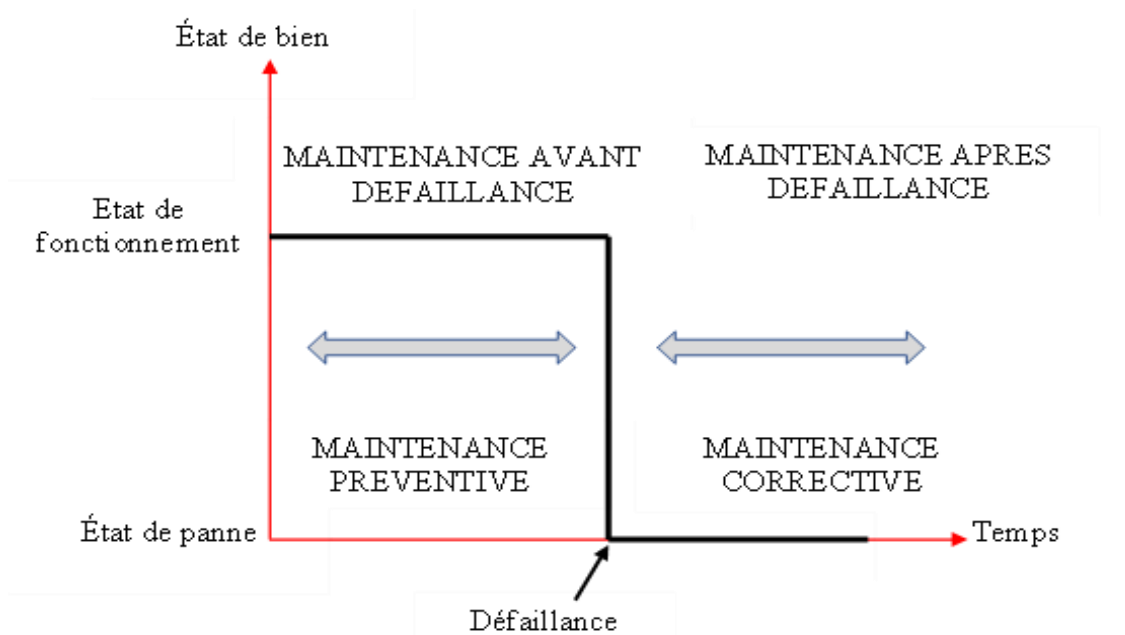 État de bien
MAINTENANCE AVANT
DEFAILLANCE
MAINTENANCE APRES
DEFAILLANCE
Etat de
fonctionnement
MAINTENANCE
PREVENTIVE
MAINTENANCE
CORRECTIVE
État de panne
Temps
Défaillance